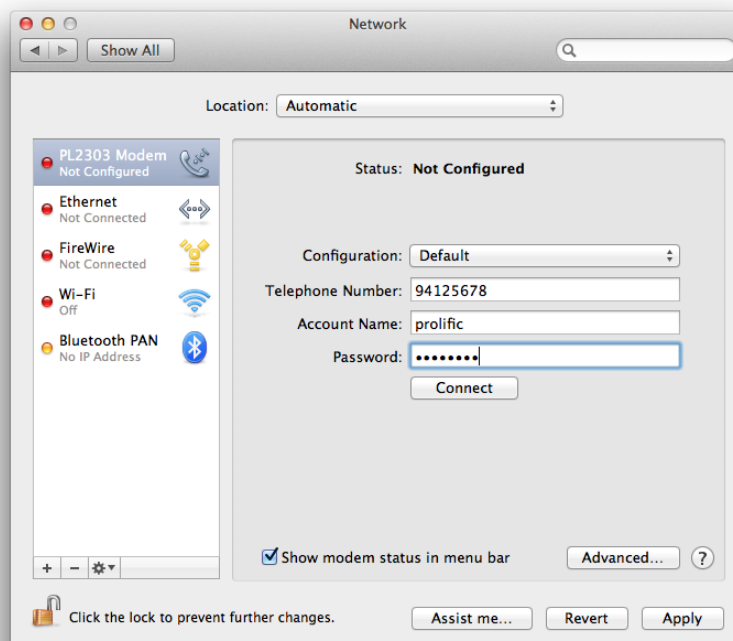 Network
Show All
Location: Automatic
PL2303 Modem
Not Configured
Ethernet
Not Connected
FireWire
Not Connected
Wi-Fi
Off
Bluetooth PAN
No IP Address
Status: Not Configured
Configuration: Default
Telephone Number: 94125678
Account Name: prolific
Password: ••••••••
Connect
Show modem status in menu bar
Advanced... ?
Click the lock to prevent further changes.
Assist me... Revert Apply